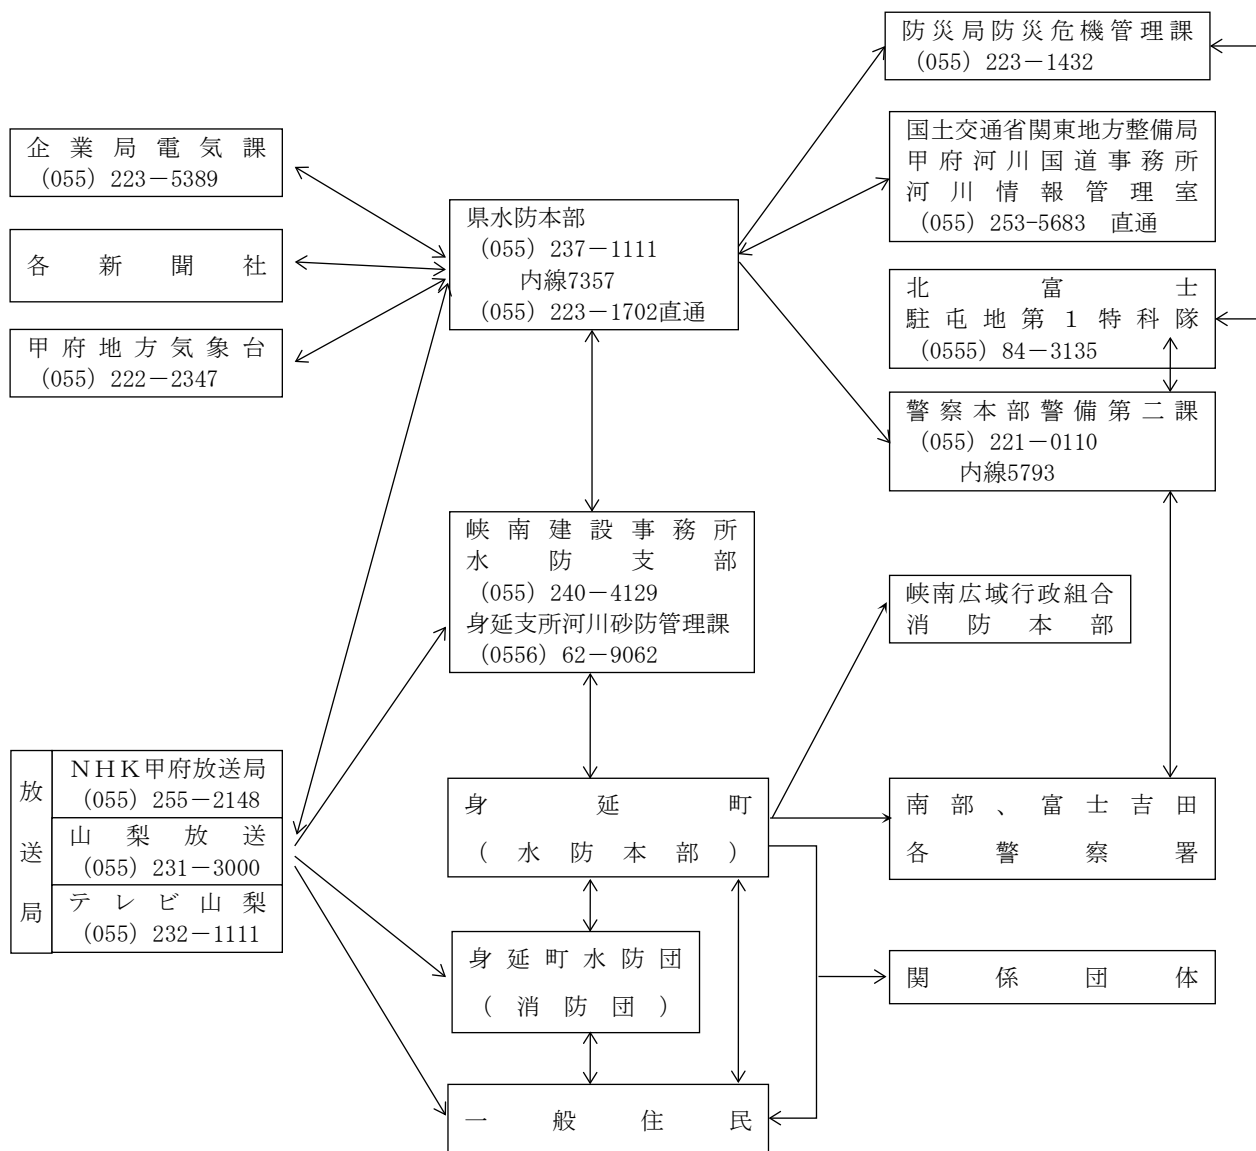 防災局防災危機管理課
(055) 223－1432
企業局電気課
(055) 223－5389
国土交通省関東地方整備局
甲府河川国道事務所
河川情報管理室
(055) 253-5683 直通
県水防本部
(055) 237－1111
内線7357
(055) 223－1702直通
各新聞社
北富士
駐屯地第１特科隊
(0555) 84－3135
甲府地方気象台
(055) 222－2347
警察本部警備第二課
(055) 221－0110
内線5793
峡南建設事務所
水防支部
(055) 240－4129
身延支所河川砂防管理課
(0556) 62－9062
峡南広域行政組合
消防本部
放送局
ＮＨＫ甲府放送局
(055) 255－2148
山梨放送
(055) 231－3000
テレビ山梨
(055) 232－1111
身延町
(水防本部)
南部、富士吉田
各警察署
身延町水防団
(消防団)
関係団体
一般住民